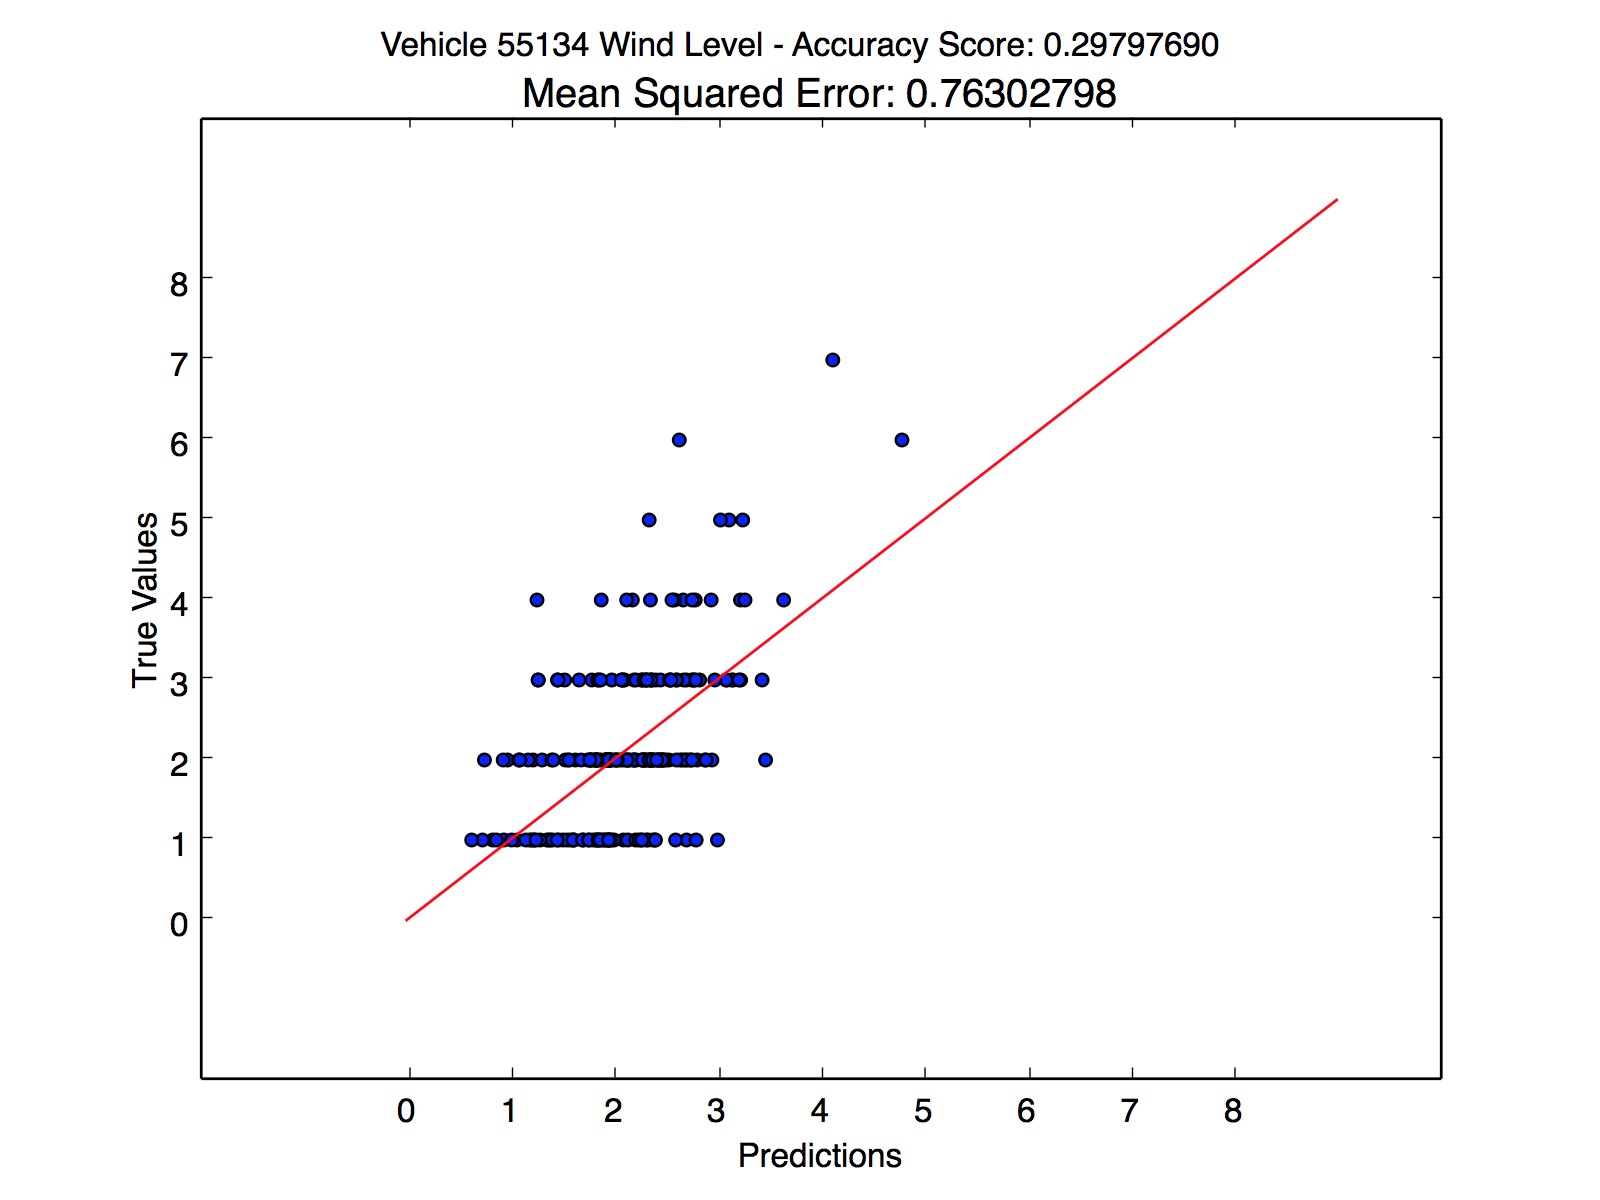 Vehicle 55134 Wind Level - Accuracy Score: 0.29797690
Mean Squared Error: 0.76302798
8
7
6
5
4
3
2
1
0
True Values
0 1 2 3 4 5 6 7 8
Predictions